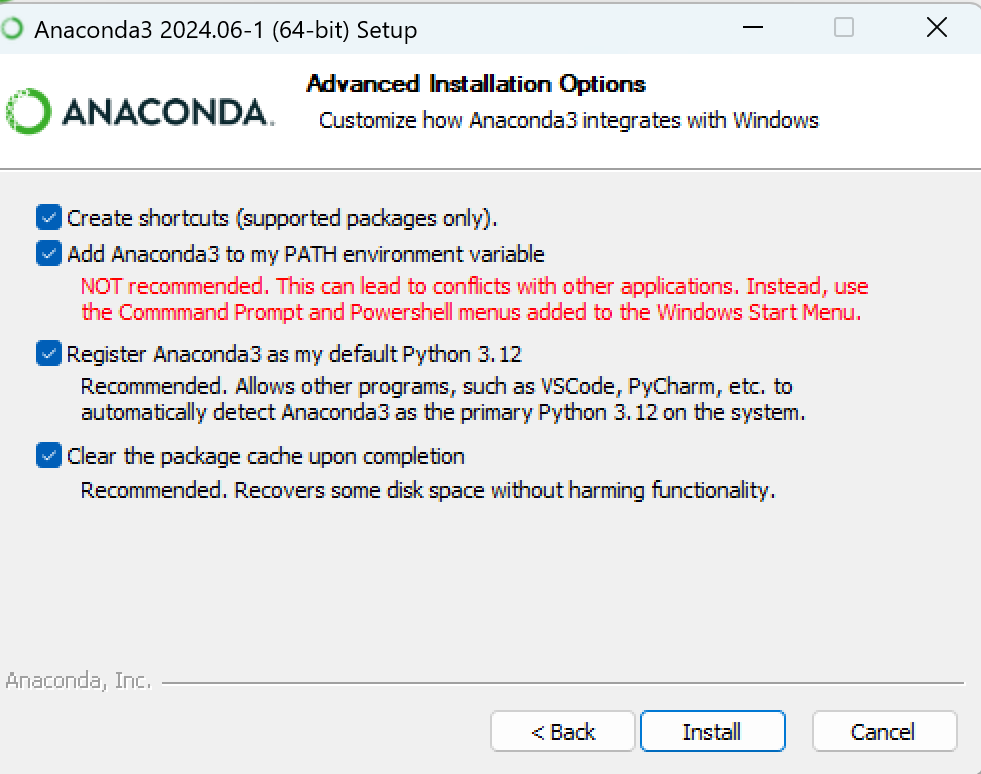 Anaconda3 2024.06-1 (64-bit) Setup
ANACONDA.
Advanced Installation Options
Customize how Anaconda3 integrates with Windows
Create shortcuts (supported packages only).
Add Anaconda3 to my PATH environment variable
NOT recommended. This can lead to conflicts with other applications. Instead, use
the Commmand Prompt and Powershell menus added to the Windows Start Menu.
Register Anaconda3 as my default Python 3.12
Recommended. Allows other programs, such as VSCode, PyCharm, etc. to
automatically detect Anaconda3 as the primary Python 3.12 on the system.
Clear the package cache upon completion
Recommended. Recovers some disk space without harming functionality.
Anaconda, Inc.
< Back
Install
Cancel